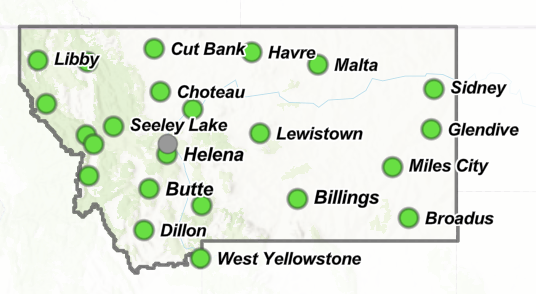 Cut Bank
Havre
Libby
Malta
Choteau
Sidney
Seeley Lake
Glendive
Lewistown
Helena
Miles City
Butte
Billings
Broadus
Dillon
West Yellowstone